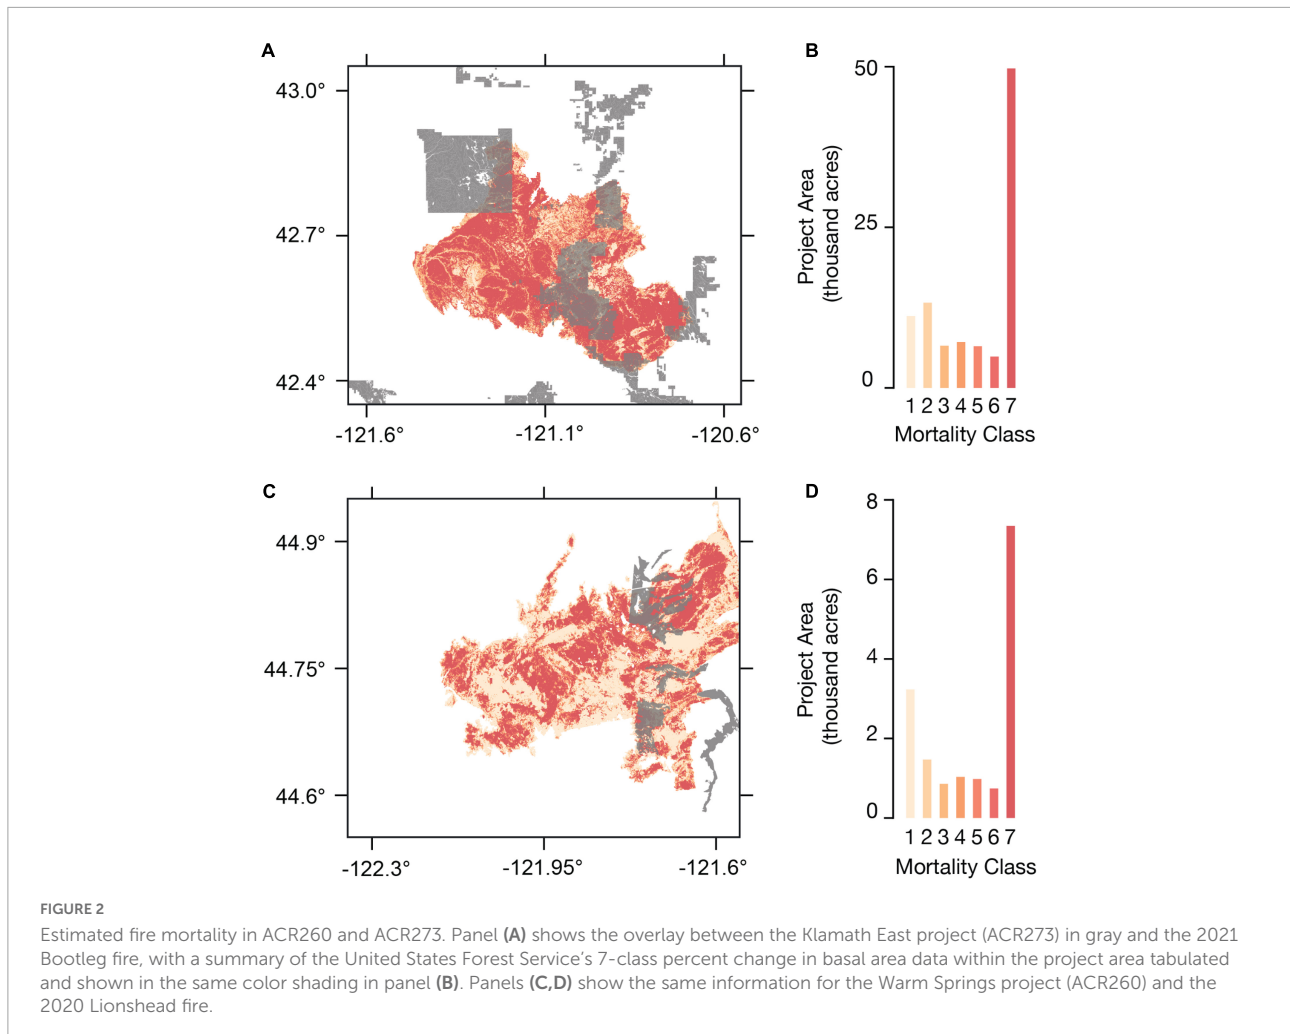 A
43.0°
42.7°
42.4°
-121.6°
-121.1°
-120.6°
B
50
25
0
Project Area
(thousand acres)
1 2 3 4 5 6 7
Mortality Class
C
44.9°
44.75°
44.6°
-122.3°
-121.95°
-121.6°
D
8
6
4
2
0
Project Area
(thousand acres)
1 2 3 4 5 6 7
Mortality Class
FIGURE 2
Estimated fire mortality in ACR260 and ACR273. Panel (A) shows the overlay between the Klamath East project (ACR273) in gray and the 2021
Bootleg fire, with a summary of the United States Forest Service's 7-class percent change in basal area data within the project area tabulated
and shown in the same color shading in panel (B). Panels (C,D) show the same information for the Warm Springs project (ACR260) and the
2020 Lionshead fire.